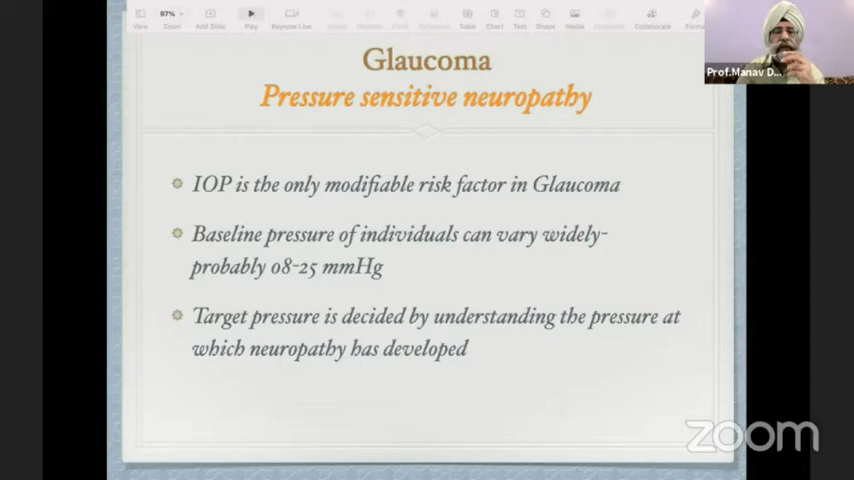 97%
View
Zoom
Add Slide
Play
Keynote Live
Table
Chart
Text
Shape
Media
Collaborate
Prof.Manav D...
Glaucoma
Pressure sensitive neuropathy
IOP is the only modifiable risk factor in Glaucoma
Baseline pressure of individuals can vary widely-
probably 08-25 mmHg
Target pressure is decided by understanding the pressure at
which neuropathy has developed
zoom